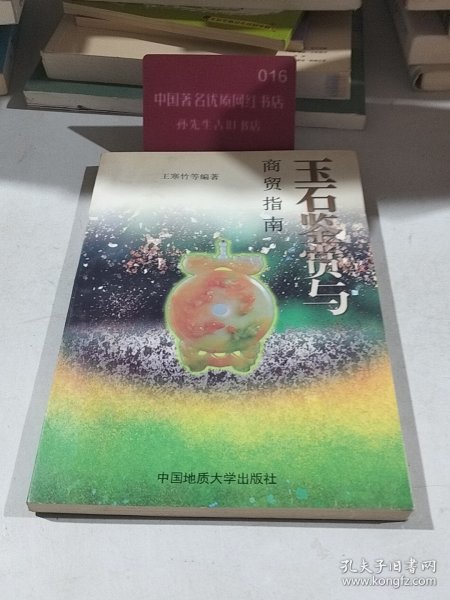 016
中国著名优质网红书店
孙先生古旧书店
王寒竹等编著
玉石鉴赏与
商贸指南
中国地质大学出版社
孔夫子旧书网
www.kongfz.com